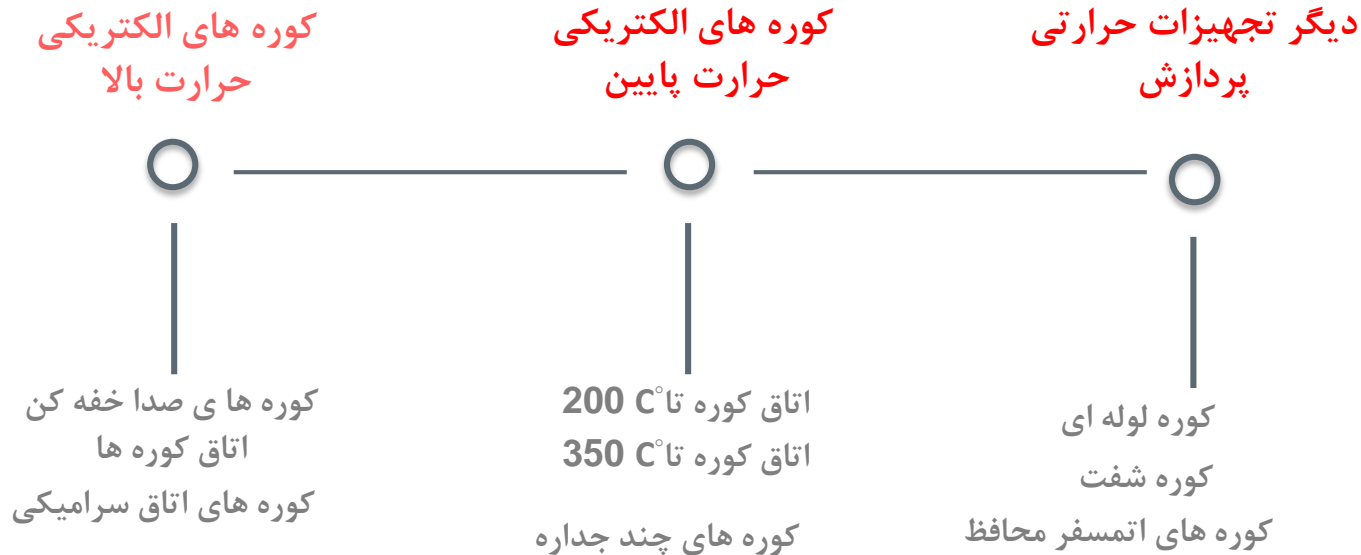 دیگر تجهیزات حرارتی
پردازش
کوره های الکتریکی
حرارت پایین
کوره های الکتریکی
حرارت بالا
کوره لوله ای
کوره شفت
کوره های اتمسفر محافظ
اتاق کوره تا 200 C°
اتاق کوره تا 350 C°
کوره های چند جداره
کوره ها ی صدا خفه کن
اتاق کوره ها
کوره های اتاق سرامیکی